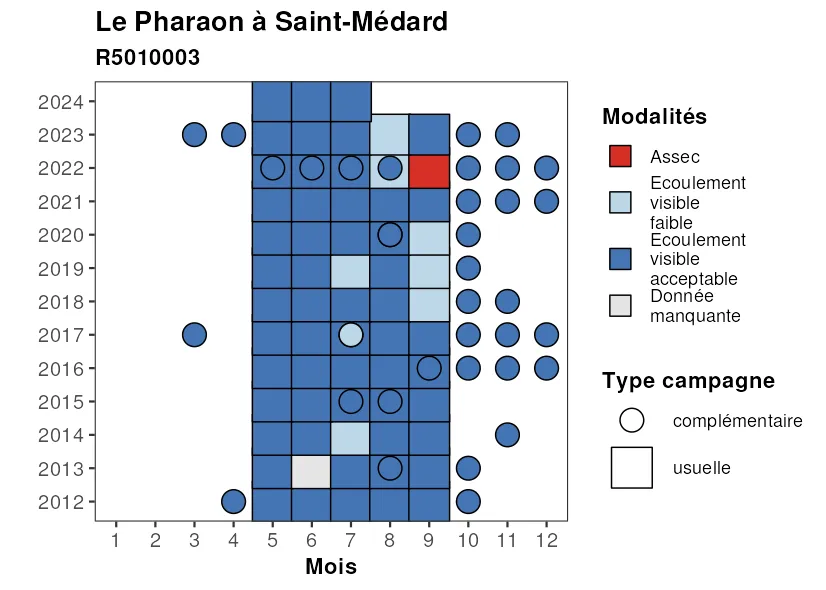 Le Pharaon à Saint-Médard
R5010003
2024
2023
2022
2021
2020
2019
2018
2017
2016
2015
2014
2013
2012
1 2 3 4 5 6 7 8 9 10 11 12
Mois
Modalités
Assec
Ecoulement
visible
faible
Ecoulement
visible
acceptable
Donnée
manquante
Type campagne
complémentaire
usuelle